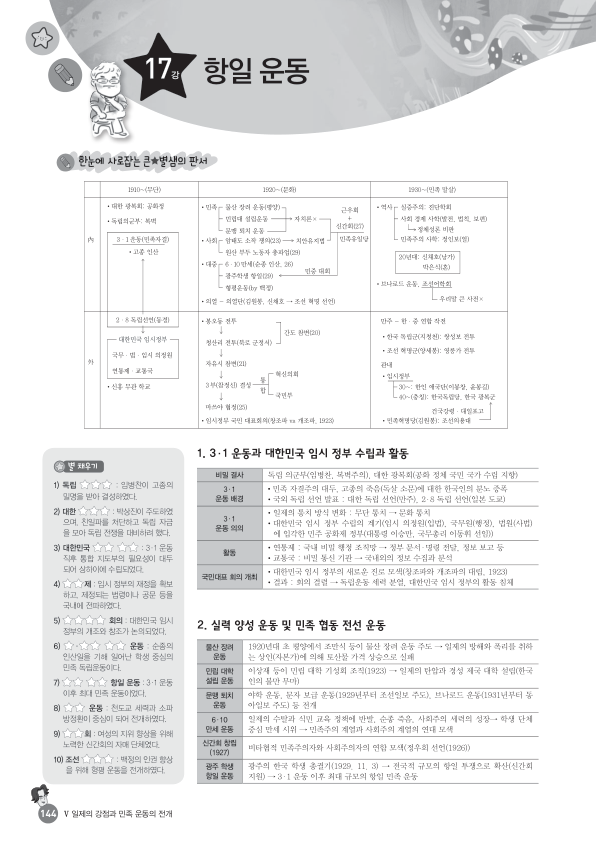 17강 항일 운동
한눈에 사로잡는 큰★별쌤의 판서
1910~(무단) 1920~(문화) 1930~(민족 말살)
內
• 대한 광복회: 공화정
• 독립의군부: 복벽
3·1운동(민족자결)
• 고종 인산
• 민족 물산 장려 운동(평양)
민립대 설립운동 → 자치론×
문맹 퇴치 운동
• 사회 암태도 소작 쟁의(23) → 치안유지법
원산 부두 노동자 총파업(29)
근우회
+
신간회(27)
민족유일당
• 대중 6·10만세(순종 인산, 26)
광주학생 항일(29) 민중 대회
형평운동(by 백정)
• 의열 – 의열단(김원봉, 신채호 → 조선 혁명 선언)
• 역사 실증주의: 진단학회
사회 경제 사학(발전, 법칙, 보편)
정체성론 비판
민족주의 사학: 정인보(얼)
20년대: 신채호(낭가)
박은식(혼)
• 브나로드 운동, 조선어학회
우리말 큰 사전×
外
2·8 독립선언(동경)
대한민국 임시정부
국무·법·임시 의정원
연통제·교통국
• 신흥 무관 학교
• 봉오동 전투
↓
청산리 전투(북로 군정서)
간도 참변(20)
↓
자유시 참변(21)
↓
3부(참정신) 결성 통합 혁신의회
국민부
↓
미쓰야 협정(25)
• 임시정부 국민 대표회의(창조파 vs 개조파, 1923)
만주 – 한·중 연합 작전
• 한국 독립군(지청천): 쌍성보 전투
• 조선 혁명군(양세봉): 영릉가 전투
관내
• 임시정부
30~: 한인 애국단(이봉창, 윤봉길)
40~(충칭): 한국독립당, 한국 광복군
건국강령·대일포고
• 민족혁명당(김원봉): 조선의용대
별 채우기
1) 독립 ☆☆☆ : 임병찬이 고종의
밀명을 받아 결성하였다.
2) 대한 ☆☆☆ : 박상진이 주도하였
으며, 친일파를 처단하고 독립 자금
을 모아 독립 전쟁을 대비하려 했다.
3) 대한민국 ☆☆ ☆☆ : 3·1 운동
직후 통합 지도부의 필요성이 대두
되어 상하이에 수립되었다.
4) ☆☆제 : 임시 정부의 재정을 확보
하고, 제정되는 법령이나 공문 등을
국내에 전파하였다.
5) ☆☆☆☆ 회의 : 대한민국 임시
정부의 개조와 창조가 논의되었다.
6) ☆·☆☆ ☆☆ 운동 : 순종의
인산일을 기해 일어난 학생 중심의
민족 독립운동이다.
7) ☆☆☆☆ 항일 운동 : 3·1 운동
이후 최대 민족 운동이었다.
8) ☆☆ 운동 : 천도교 세력과 소파
방정환이 중심이 되어 전개하였다.
9) ☆☆회 : 여성의 지위 향상을 위해
노력한 신간회의 자매 단체였다.
10) 조선 ☆☆☆ : 백정의 인권 향상
을 위해 형평 운동을 전개하였다.
1. 3·1 운동과 대한민국 임시 정부 수립과 활동
비밀 결사 독립 의군부(임병찬, 복벽주의), 대한 광복회(공화 정체 국민 국가 수립 지향)
3·1 운동 배경 • 민족 자결주의 대두, 고종의 죽음(독살 소문)에 대한 한국인의 분노 증폭
• 국외 독립 선언 발표 : 대한 독립 선언(만주), 2·8 독립 선언(일본 도쿄)
3·1 운동 의의 • 일제의 통치 방식 변화 : 무단 통치 → 문화 통치
• 대한민국 임시 정부 수립의 계기(임시 의정원(입법), 국무원(행정), 법원(사법)
에 입각한 민주 공화제 정부(대통령 이승만, 국무총리 이동휘 선임))
활동 • 연통제 : 국내 비밀 행정 조직망 → 정부 문서·명령 전달, 정보 보고 등
• 교통국 : 비밀 통신 기관 → 국내외의 정보 수집과 분석
국민대표 회의 개최 • 대한민국 임시 정부의 새로운 진로 모색(창조파와 개조파의 대립, 1923)
• 결과 : 회의 결렬 → 독립운동 세력 분열, 대한민국 임시 정부의 활동 침체
2. 실력 양성 운동 및 민족 협동 전선 운동
물산 장려 운동 1920년대 초 평양에서 조만식 등이 물산 장려 운동 주도 → 일제의 방해와 폭리를 취하
는 상인(자본가)에 의해 토산물 가격 상승으로 실패
민립 대학 설립 운동 이상재 등이 민립 대학 기성회 조직(1923) → 일제의 탄압과 경성 제국 대학 설립(한국
인의 불만 무마)
문맹 퇴치 운동 야학 운동, 문자 보급 운동(1929년부터 조선일보 주도), 브나로드 운동(1931년부터 동
아일보 주도) 등 전개
6·10 만세 운동 일제의 수탈과 식민 교육 정책에 반발, 순종 죽음, 사회주의 세력의 성장→ 학생 단체
중심 만세 시위 → 민족주의 계열과 사회주의 계열의 연대 모색
신간회 창립 (1927) 비타협적 민족주의자와 사회주의자의 연합 모색(정우회 선언(1926))
광주 학생 항일 운동 광주의 한국 학생 총궐기(1929. 11. 3) → 전국적 규모의 항일 투쟁으로 확산(신간회
지원) → 3·1 운동 이후 최대 규모의 항일 민족 운동
144 Ⅴ 일제의 강점과 민족 운동의 전개